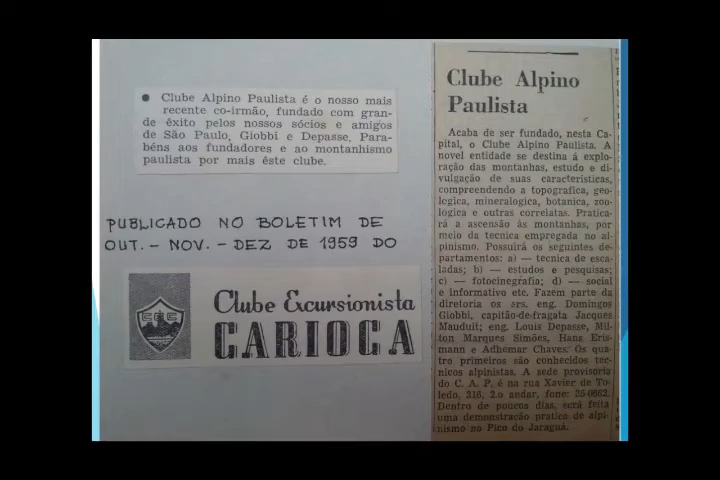 ● Clube Alpino Paulista é o nosso mais
recente co-irmão, fundado com gran-
de êxito pelos nossos sócios e amigos
de São Paulo, Giobbi e Depasse. Para-
béns aos fundadores e ao montanhismo
paulista por mais êste clube.
PUBLICADO NO BOLETIM DE
OUT. - NOV. - DEZ DE 1959 DO
CEC
Clube Excursionista
CARIOCA
Clube Alpino
Paulista
Acaba de ser fundado, nesta Ca-
pital, o Clube Alpino Paulista. A
novel entidade se destina á explo-
ração das montanhas, estudo e di-
vulgação de suas caracteristicas,
compreendendo a topografica, geo-
logica, mineralogica, botanica, zoo-
logica e outras correlatas. Pratica-
rá a ascensão às montanhas, por
meio da tecnica empregada no al-
pinismo. Possuirá os seguintes de-
partamentos: a) — tecnica de esca-
ladas; b) — estudos e pesquisas;
c) — fotocinegrafia; d) — social
e informativo etc. Fazem parte da
diretoria os srs. eng. Domingos
Giobbi, capitão-de-fragata Jacques
Mauduit; eng. Louis Depasse, Mil-
ton Marques Simões, Hans Eris-
mann e Adhemar Chaves. Os qua-
tro primeiros são conhecidos tec-
nicos alpinistas. A sede provisoria
do C. A. P. é na rua Xavier de To-
ledo, 316, 2.o andar, fone: 35-0662.
Dentro de poucos dias, será feita
uma demonstração pratica de alpi-
nismo no Pico do Jaraguá.